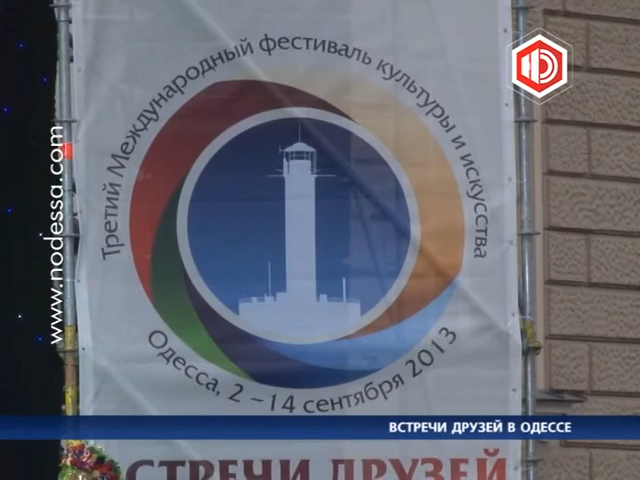 Третий Международный фестиваль культуры и искусства
www.nodessa.com
Одесса, 2 – 14 сентября 2013
ВСТРЕЧИ ДРУЗЕЙ В ОДЕССЕ
СТРЕЧИ ДРУЗЕЙ